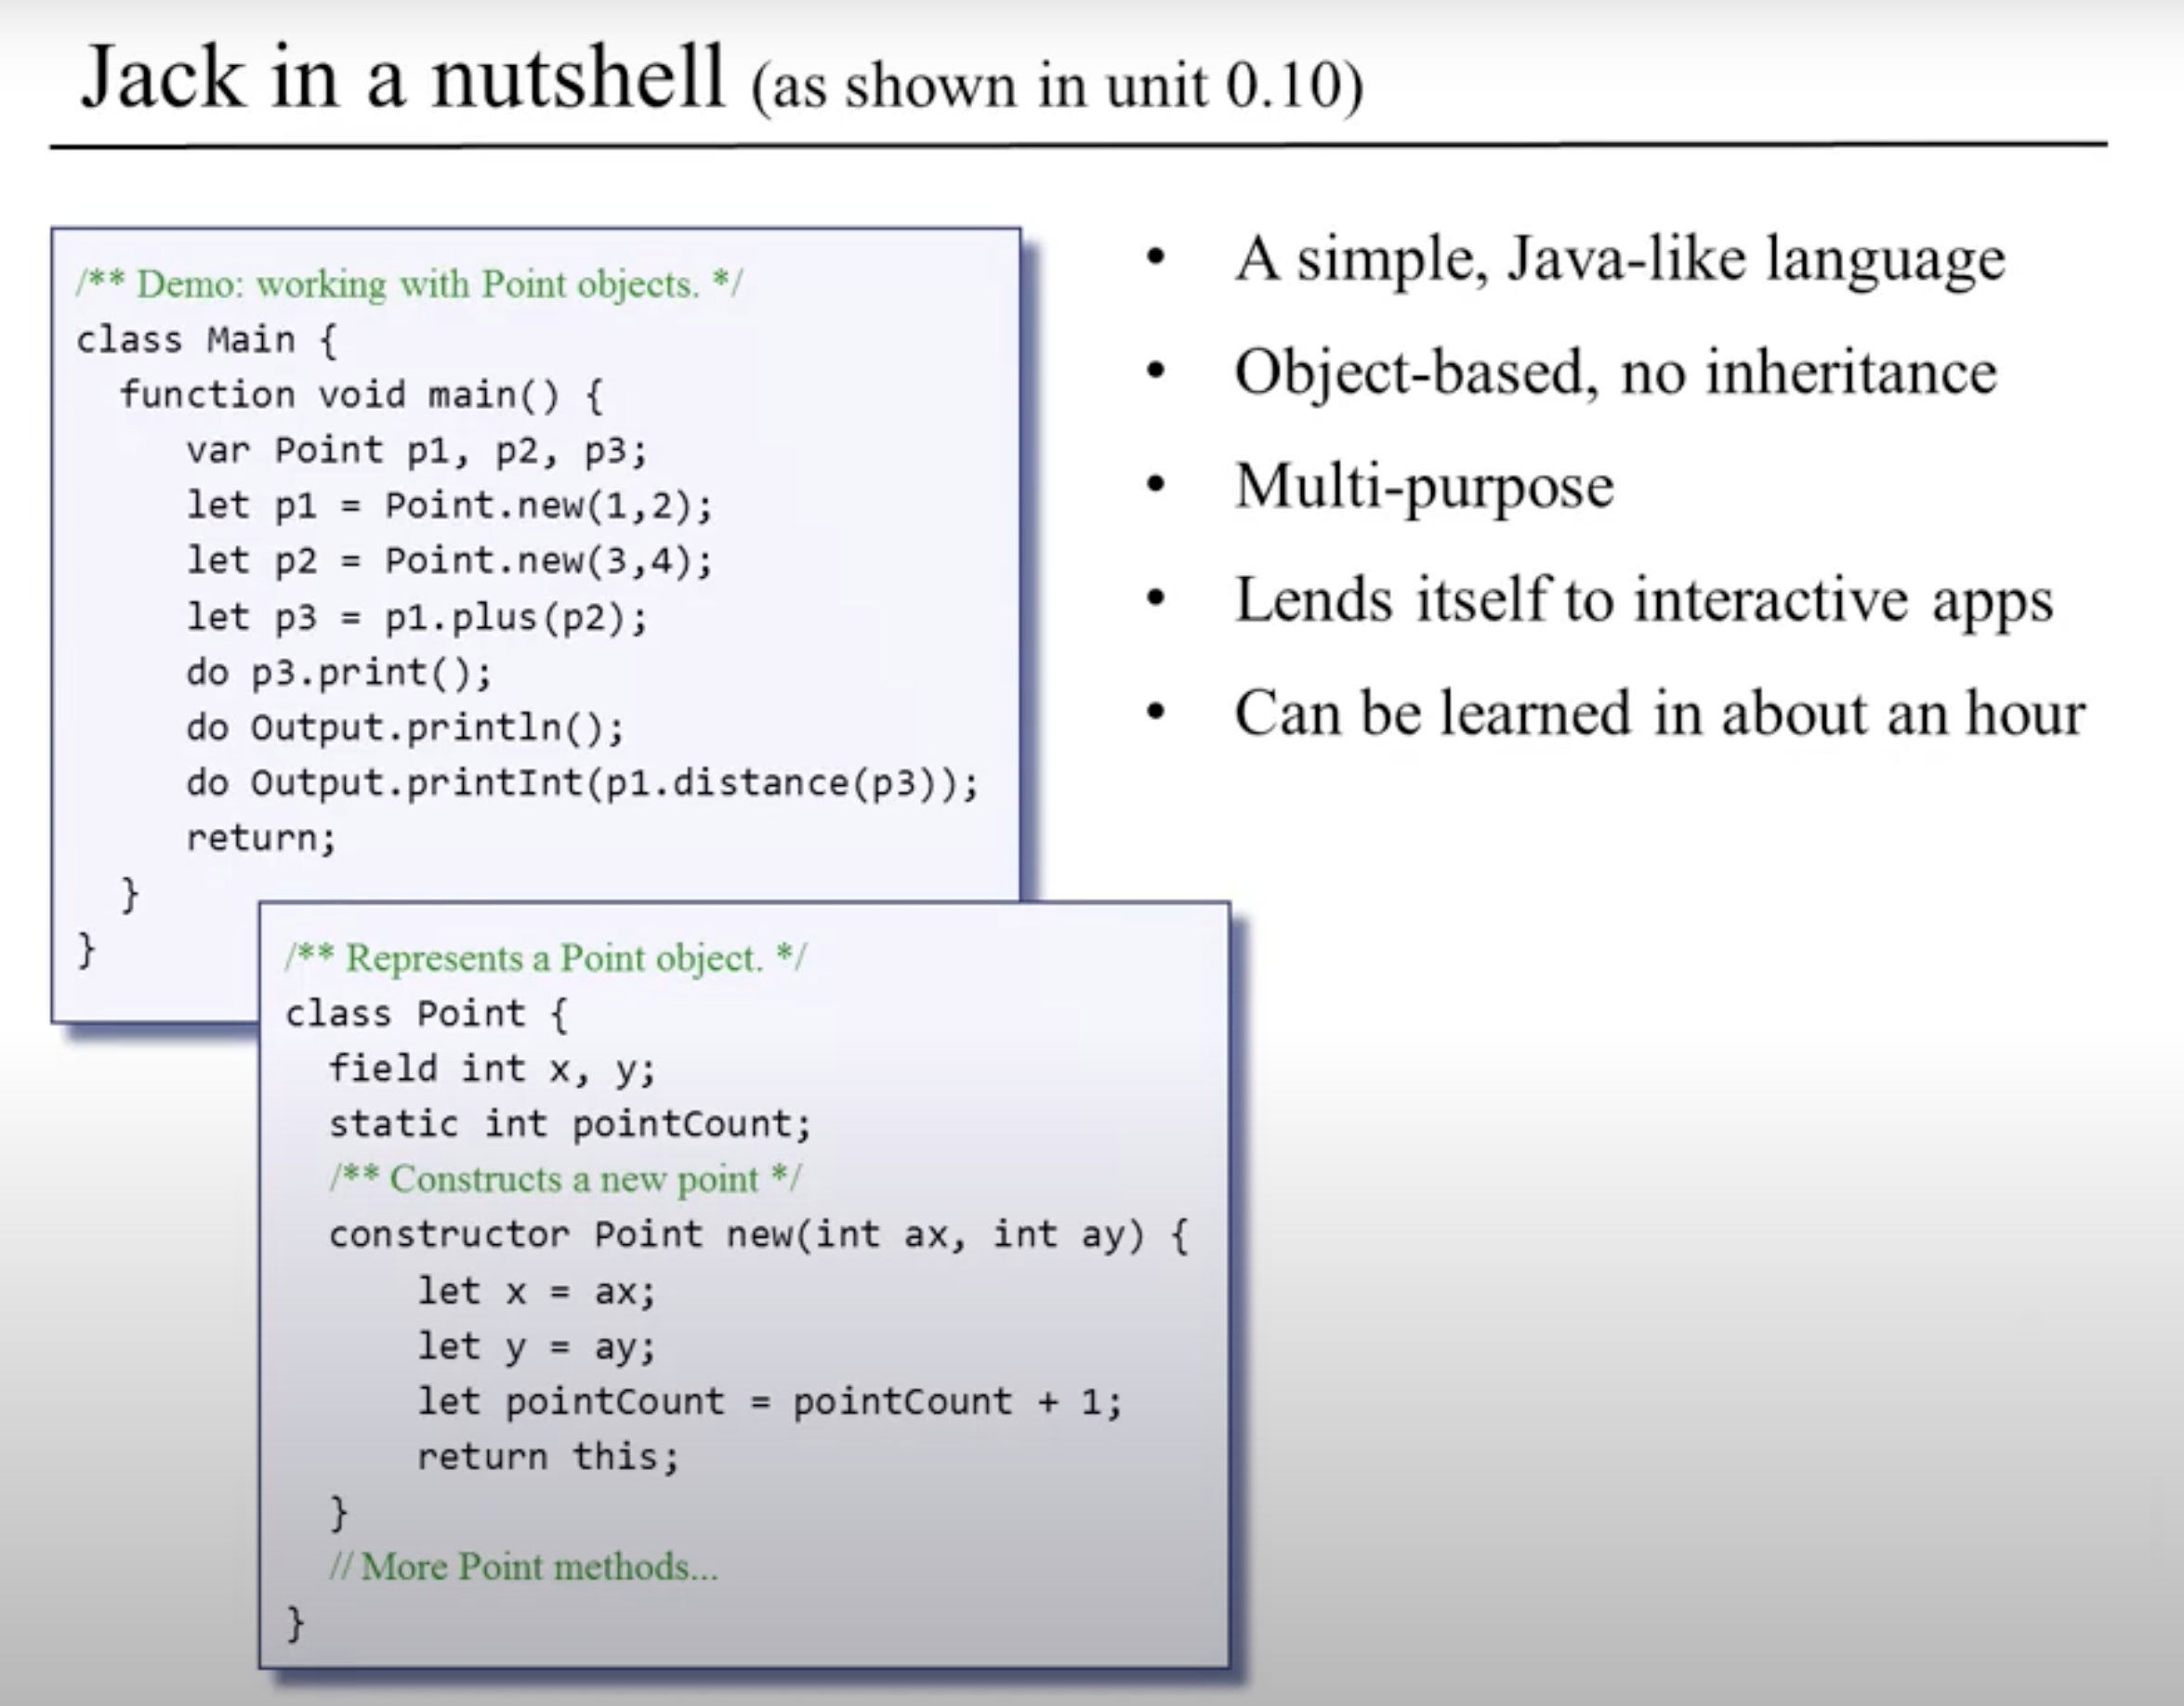 Jack in a nutshell (as shown in unit 0.10)
/** Demo: working with Point objects. */
class Main {
function void main() {
var Point p1, p2, p3;
let p1 = Point.new(1,2);
let p2 = Point.new(3,4);
let p3 = p1.plus(p2);
do p3.print();
do Output.println();
do Output.printInt(p1.distance(p3));
return;
}
}
/** Represents a Point object. */
class Point {
field int x, y;
static int pointCount;
/** Constructs a new point */
constructor Point new(int ax, int ay) {
let x = ax;
let y = ay;
let pointCount = pointCount + 1;
return this;
}
// More Point methods...
}
• A simple, Java-like language
• Object-based, no inheritance
• Multi-purpose
• Lends itself to interactive apps
• Can be learned in about an hour